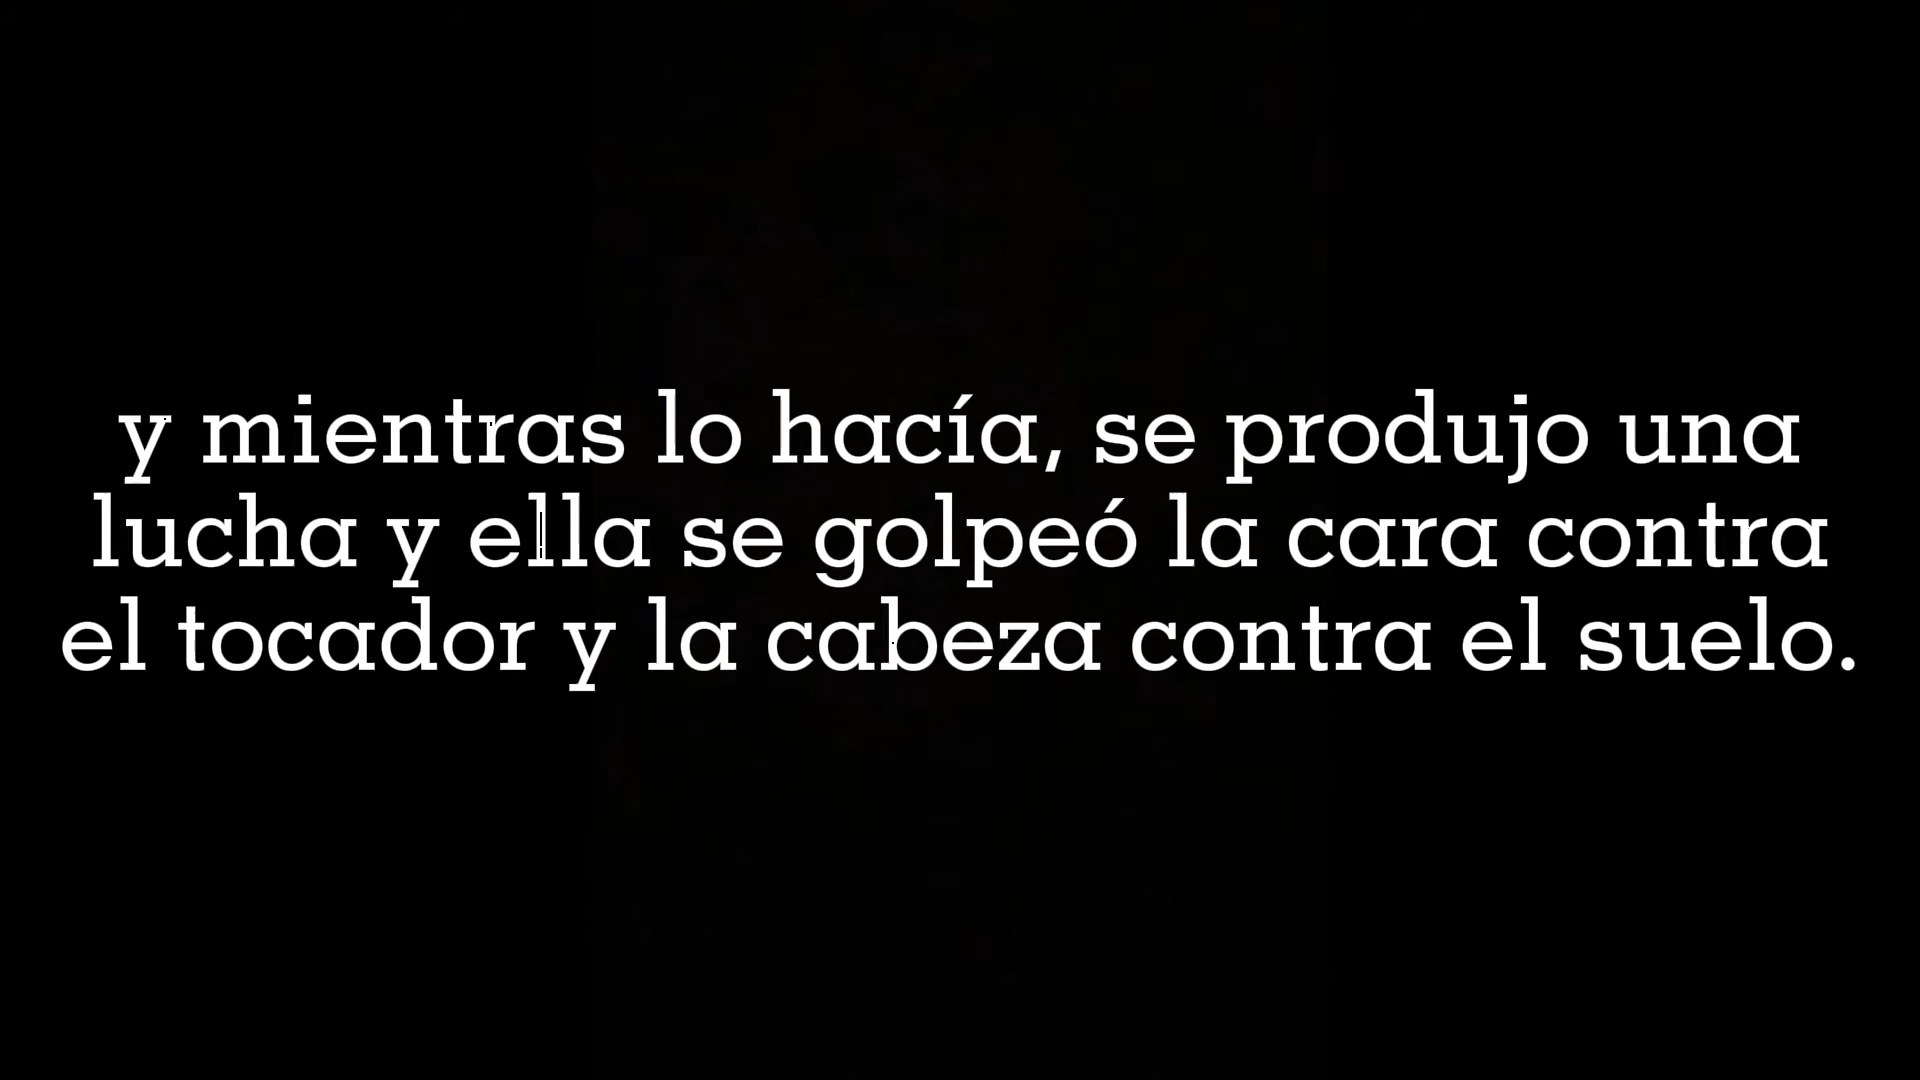 y mientras lo hacía, se produjo una
lucha y ella se golpeó la cara contra
el tocador y la cabeza contra el suelo.